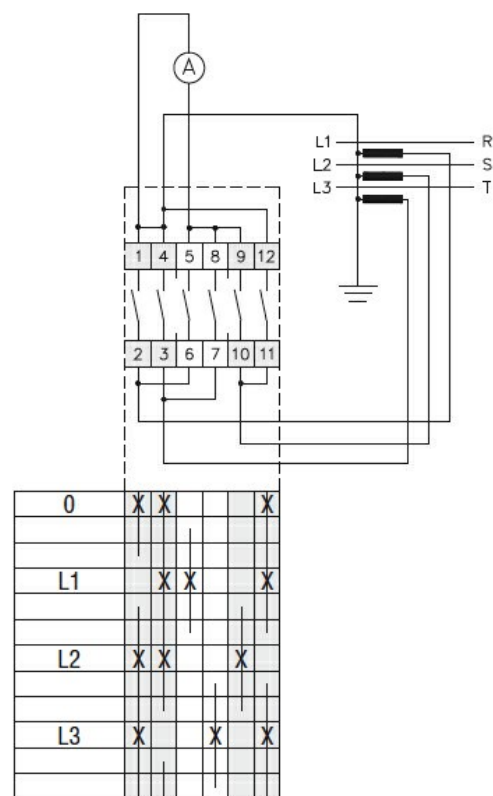 A
L1 R
L2 S
L3 T
1 4 5 8 9 12
2 3 6 7 10 11
0 X X X
L1 X X X
L2 X X X
L3 X X X